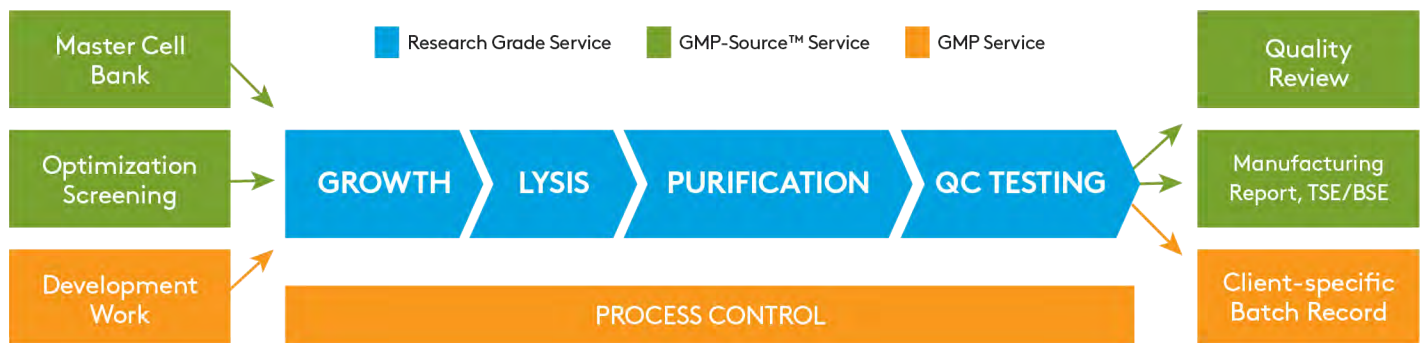 Research Grade Service
GMP-Source™ Service
GMP Service
Master Cell
Bank
Optimization
Screening
Development
Work
GROWTH
LYSIS
PURIFICATION
QC TESTING
PROCESS CONTROL
Quality
Review
Manufacturing
Report, TSE/BSE
Client-specific
Batch Record